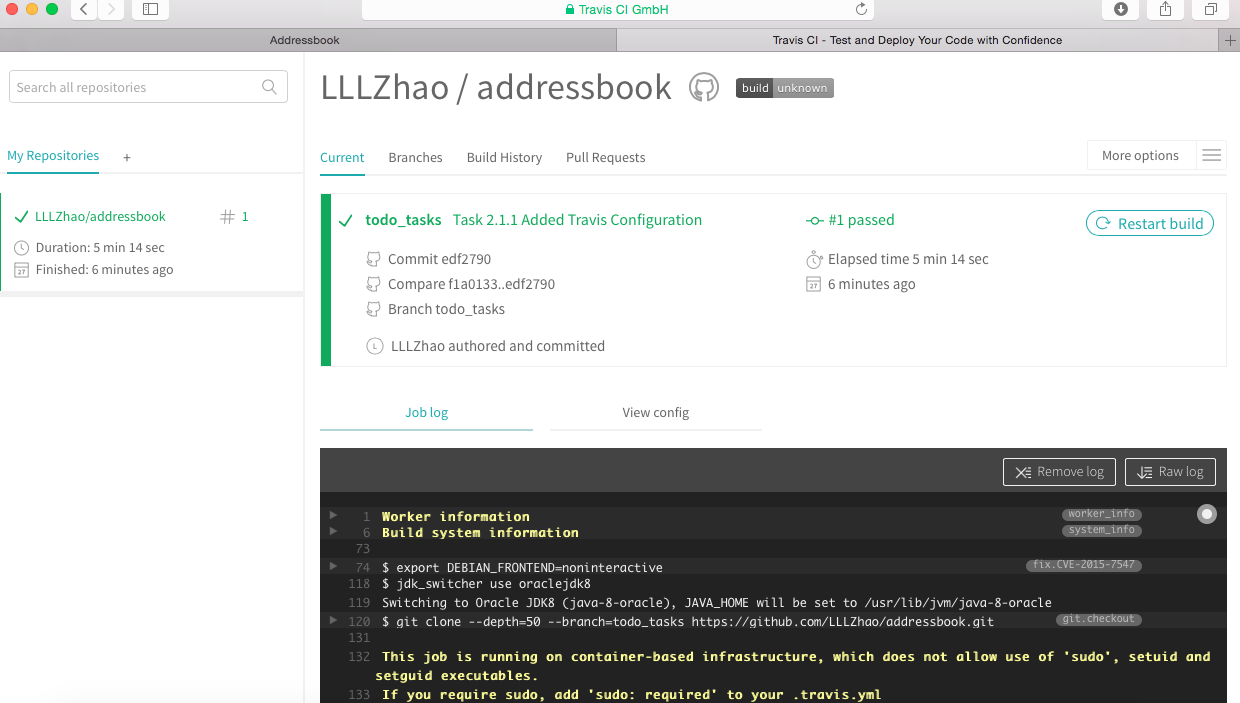 Travis CI GmbH
Addressbook
Travis CI - Test and Deploy Your Code with Confidence
+
Search all repositories
LLLZhao / addressbook
build unknown
My Repositories +
Current Branches Build History Pull Requests
More options
LLLZhao/addressbook # 1
Duration: 5 min 14 sec
Finished: 6 minutes ago
todo_tasks Task 2.1.1 Added Travis Configuration
#1 passed
Restart build
Commit edf2790
Elapsed time 5 min 14 sec
Compare f1a0133..edf2790
27 6 minutes ago
Branch todo_tasks
L LLLZhao authored and committed
Job log
View config
Remove log
Raw log
1 Worker information worker_info
6 Build system information system_info
73
74 $ export DEBIAN_FRONTEND=noninteractive fix.CVE-2015-7547
118 $ jdk_switcher use oraclejdk8
119 Switching to Oracle JDK8 (java-8-oracle), JAVA_HOME will be set to /usr/lib/jvm/java-8-oracle
120 $ git clone --depth=50 --branch=todo_tasks https://github.com/LLLZhao/addressbook.git git.checkout
131
132 This job is running on container-based infrastructure, which does not allow use of 'sudo', setuid and
setguid executables.
133 If you require sudo, add 'sudo: required' to your .travis.yml